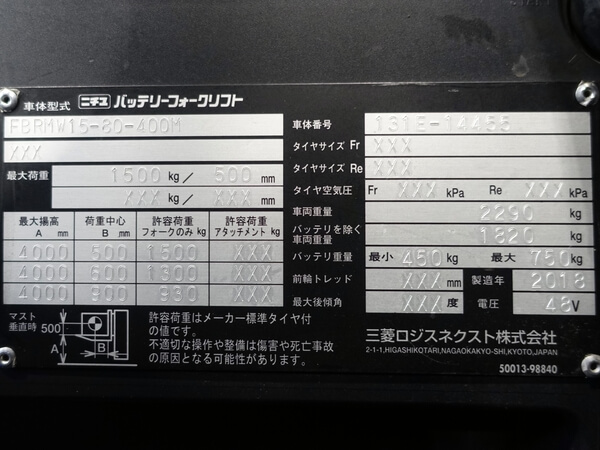 車体型式 ニチユ バッテリーフォークリフト
FBRMW15-80-400M
XXX
最大荷重 1500 kg／ 500 mm
XXX kg／ XXX mm
最大揚高 A mm 荷重中心 B mm 許容荷重 フォークのみ kg 許容荷重 アタッチメント kg
4000 500 1500 XXX
4000 600 1300 XXX
4000 900 930 XXX
マスト垂直時 500 A B
許容荷重はメーカー標準タイヤ付
の値です。
不適切な操作や整備は傷害や死亡事故
の原因となる可能性があります。
車体番号 131E-14455
タイヤサイズ Fr XXX
タイヤサイズ Re XXX
タイヤ空気圧 Fr XXX kPa Re XXX kPa
車両重量 2290 kg
バッテリを除く車両重量 1820 kg
バッテリ重量 最小 450 kg 最大 750 kg
前輪トレッド XXX mm 製造年 2018
最大後傾角 XXX 度 電圧 48 V
三菱ロジスネクスト株式会社
2-1-1,HIGASHIKOTARI,NAGAOKAKYO-SHI,KYOTO,JAPAN
50013-98840